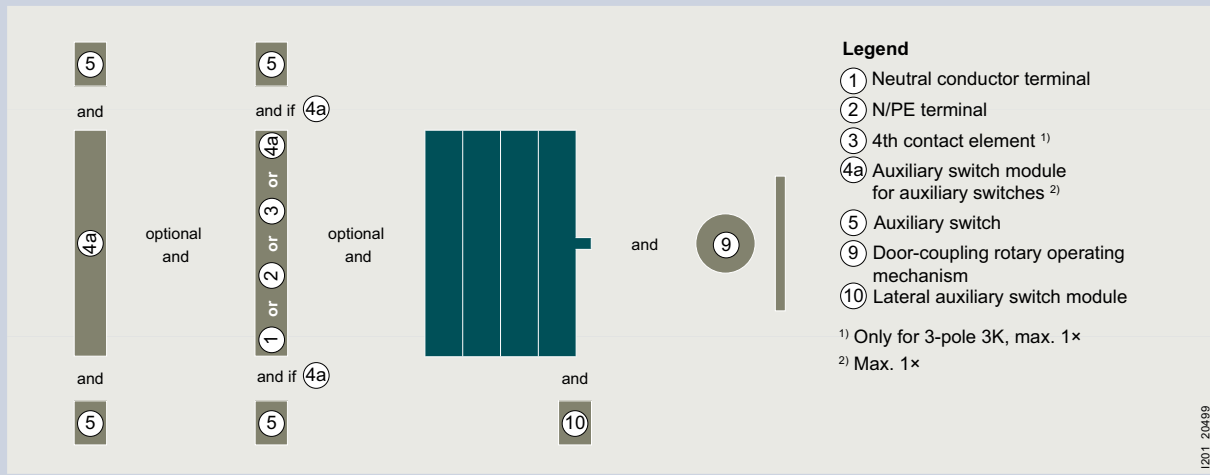 5
5
and
and if 4a
4a
optional
and
1 or 2 or 3 or 4a
optional
and
and
9
and
and if 4a
and
5
5
10
Legend
1 Neutral conductor terminal
2 N/PE terminal
3 4th contact element 1)
4a Auxiliary switch module
for auxiliary switches 2)
5 Auxiliary switch
9 Door-coupling rotary operating
mechanism
10 Lateral auxiliary switch module
1) Only for 3-pole 3K, max. 1×
2) Max. 1×
I201_20499